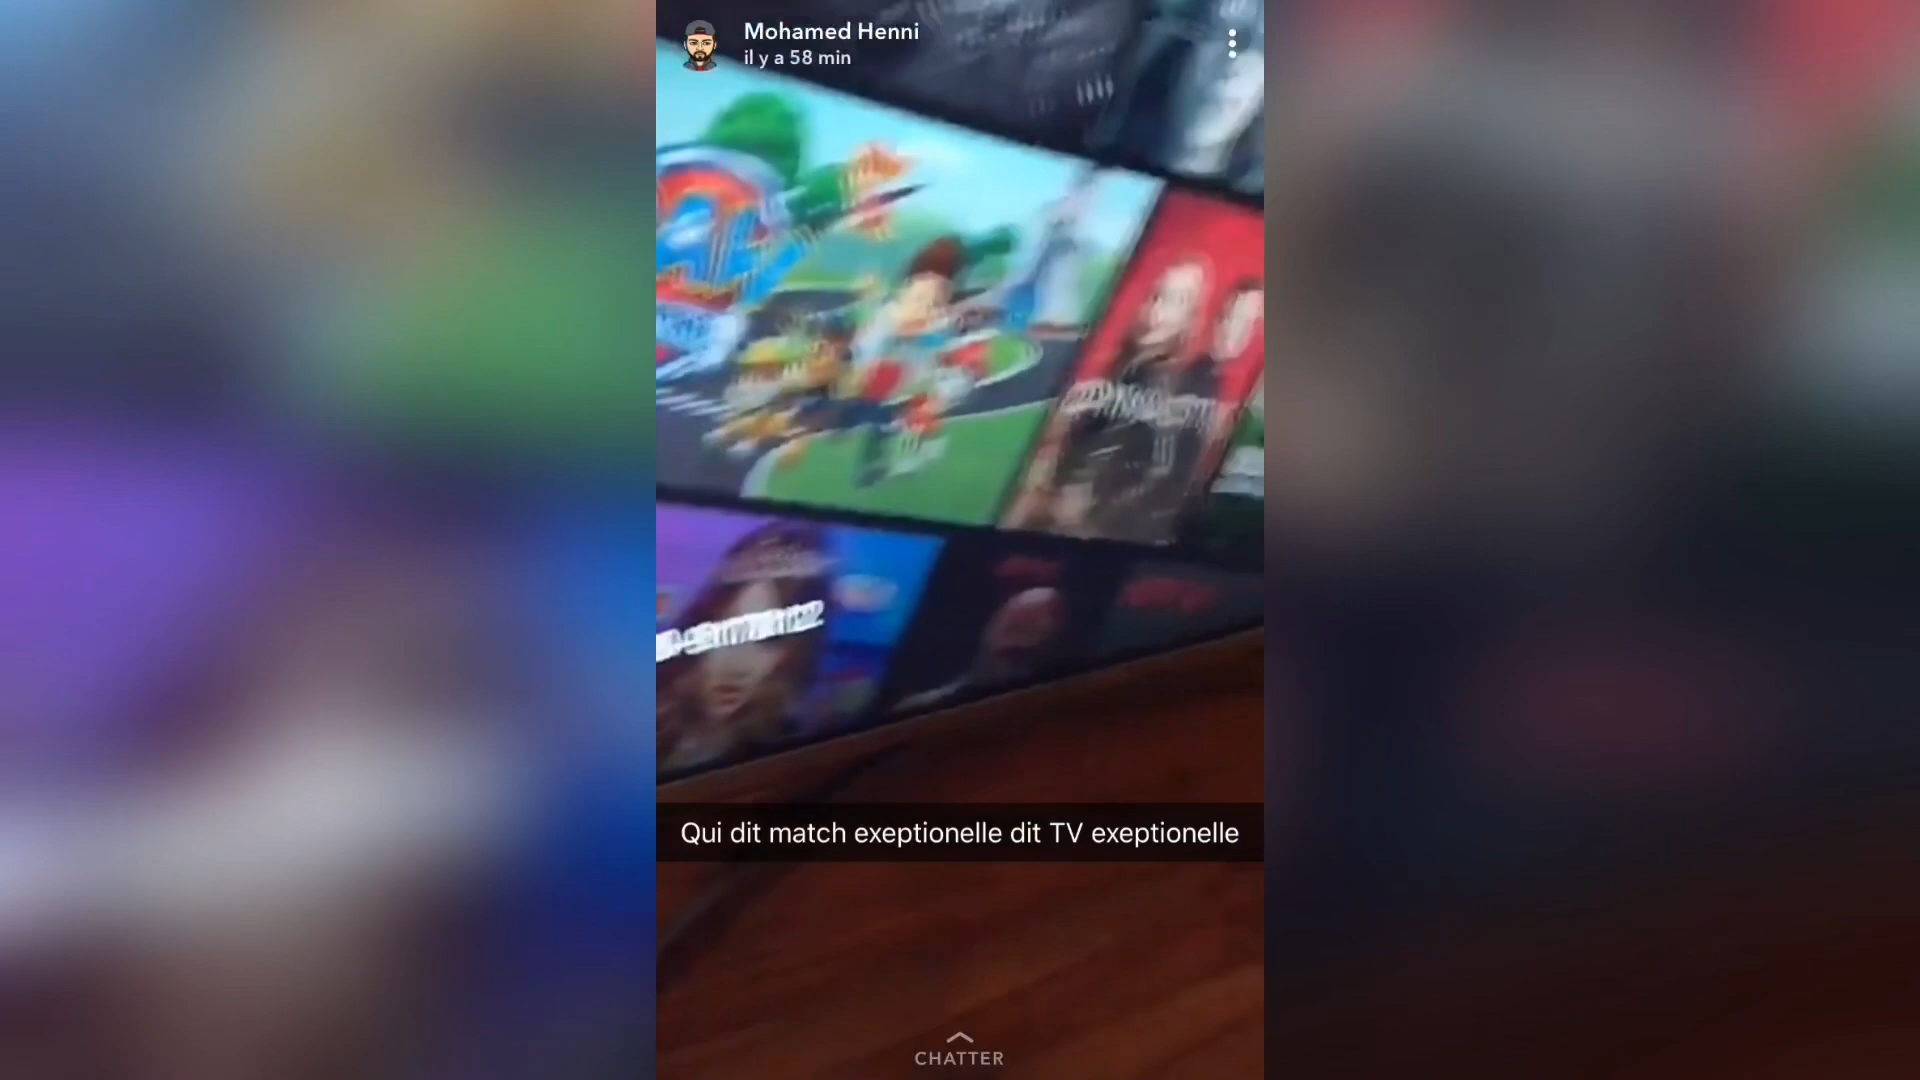 Mohamed Henni
il y a 58 min
Qui dit match exeptionelle dit TV exeptionelle
CHATTER